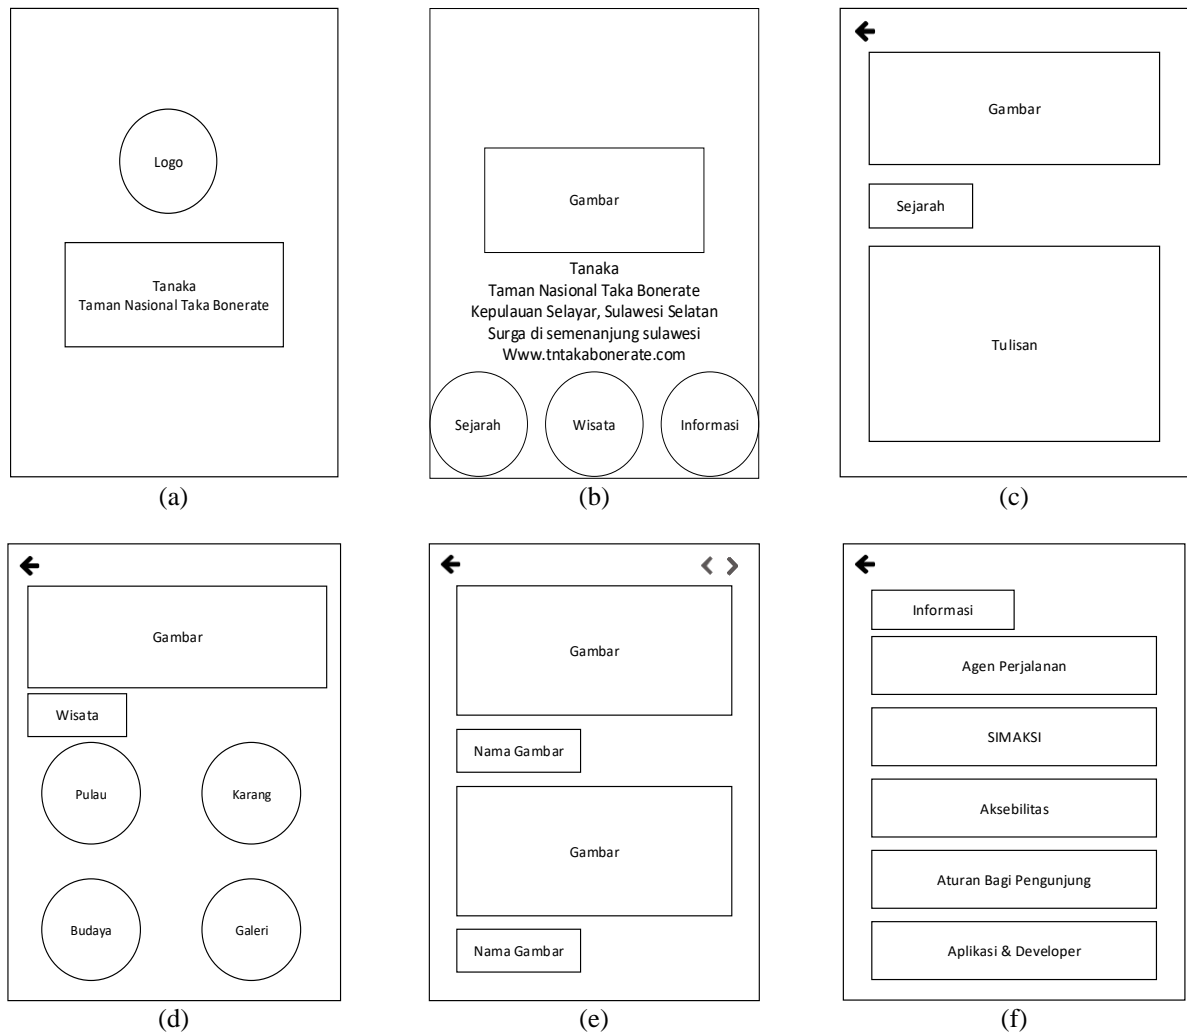 Logo
Tanaka
Taman Nasional Taka Bonerate
(a)
Gambar
Tanaka
Taman Nasional Taka Bonerate
Kepulauan Selayar, Sulawesi Selatan
Surga di semenanjung sulawesi
Www.tntakabonerate.com
Sejarah
Wisata
Informasi
(b)
Gambar
Sejarah
Tulisan
(c)
Gambar
Wisata
Pulau
Karang
Budaya
Galeri
(d)
Gambar
Nama Gambar
Gambar
Nama Gambar
(e)
Informasi
Agen Perjalanan
SIMAKSI
Aksebilitas
Aturan Bagi Pengunjung
Aplikasi & Developer
(f)